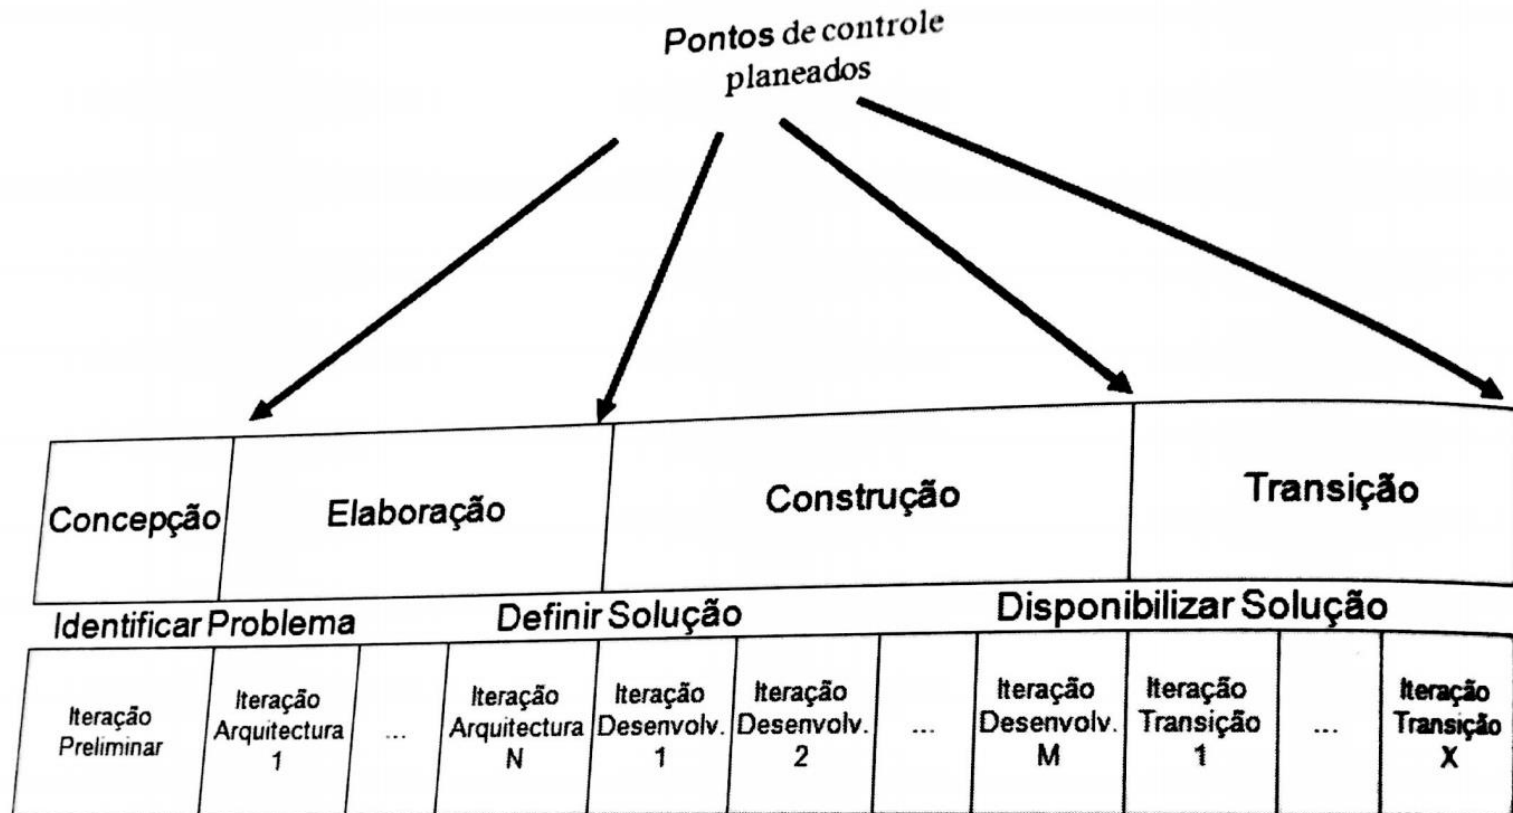 Pontos de controle
planeados
Concepção
Elaboração
Construção
Transição
Identificar Problema
Definir Solução
Disponibilizar Solução
Iteração
Preliminar
Iteração
Arquitectura
1
...
Iteração
Arquitectura
N
Iteração
Desenvolv.
1
Iteração
Desenvolv.
2
...
Iteração
Desenvolv.
M
Iteração
Transição
1
...
Iteração
Transição
X